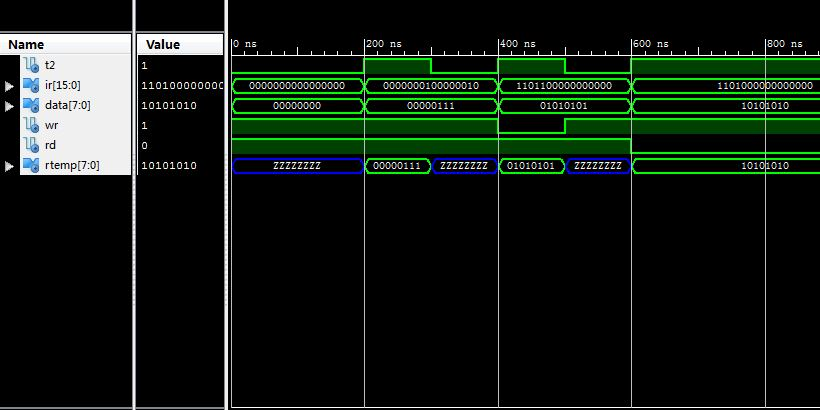 Name Value 0 ns 200 ns 400 ns 600 ns 800 ns
t2 1
ir[15:0] 110100000000 0000000000000000 0000000100000010 1101100000000000 1101000000000000
data[7:0] 10101010 00000000 00000111 01010101 10101010
wr 1
rd 0
rtemp[7:0] 10101010 ZZZZZZZZ 00000111 ZZZZZZZZ 01010101 ZZZZZZZZ 10101010